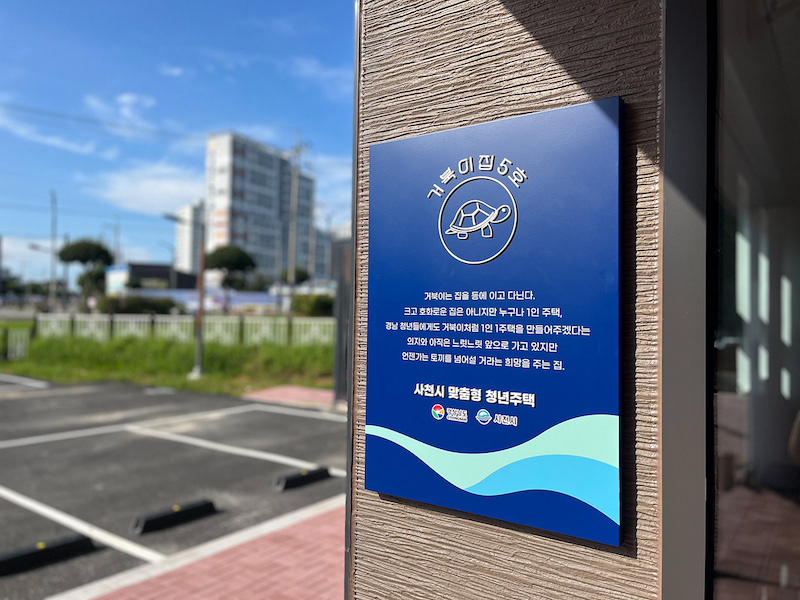 거북이집 5호
거북이는 집을 등에 이고 다닌다.
크고 호화로운 집은 아니지만 누구나 1인 주택,
경남 청년들에게도 거북이처럼 1인 1주택을 만들어주겠다는
의지와 아직은 느릿느릿 앞으로 가고 있지만
언젠가는 토끼를 넘어설 거라는 희망을 주는 집.
사천시 맞춤형 청년주택
사천시